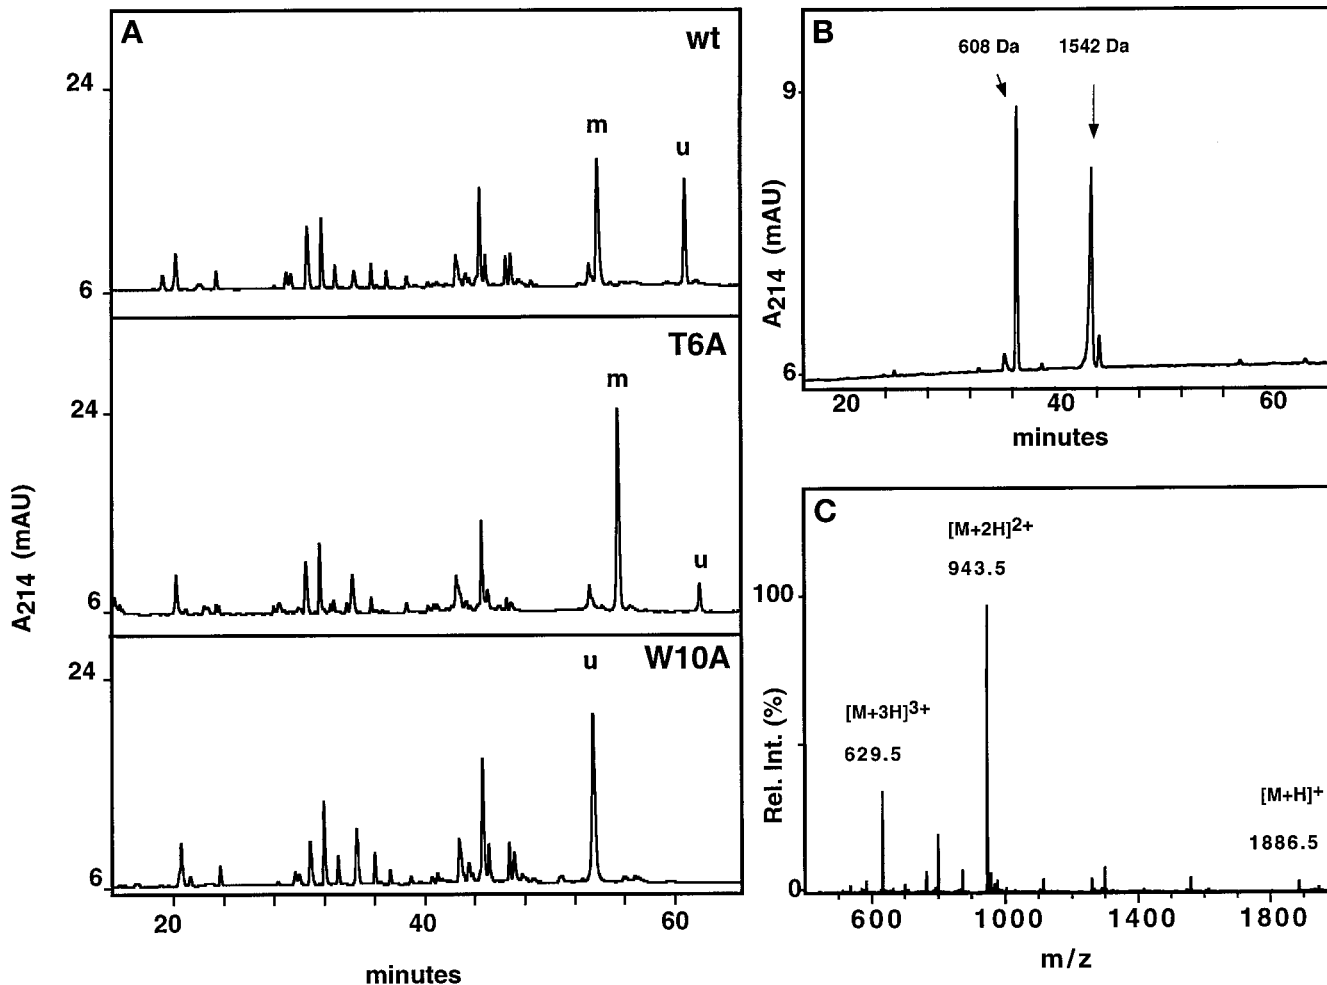 A
wt
24
m
u
6
T6A
m
24
u
6
A214 (mAU)
W10A
u
24
6
20 40 60
minutes
B
608 Da 1542 Da
9
A214 (mAU)
6
20 40 60
minutes
C
[M+2H]2+
943.5
100
[M+3H]3+
629.5
Rel. Int. (%)
[M+H]+
1886.5
0
600 1000 1400 1800
m/z